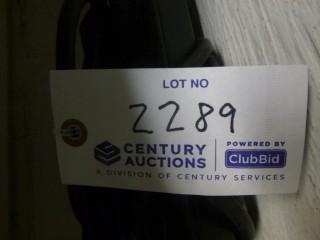 LOT NO
2289
CENTURY AUCTIONS
POWERED BY
ClubBid
A DIVISION OF CENTURY SERVICES